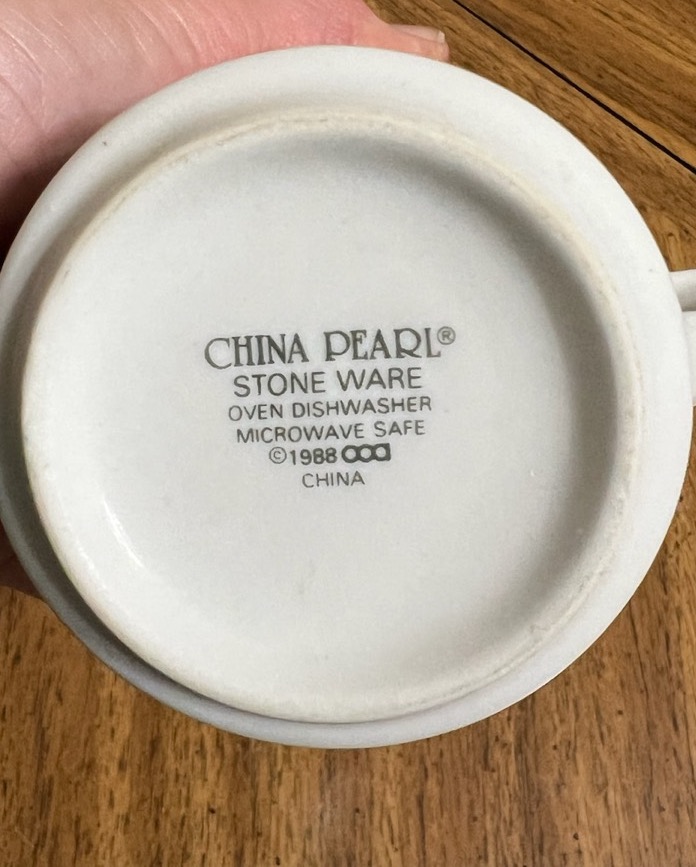 CHINA PEARL®
STONE WARE
OVEN DISHWASHER
MICROWAVE SAFE
©1988
CHINA